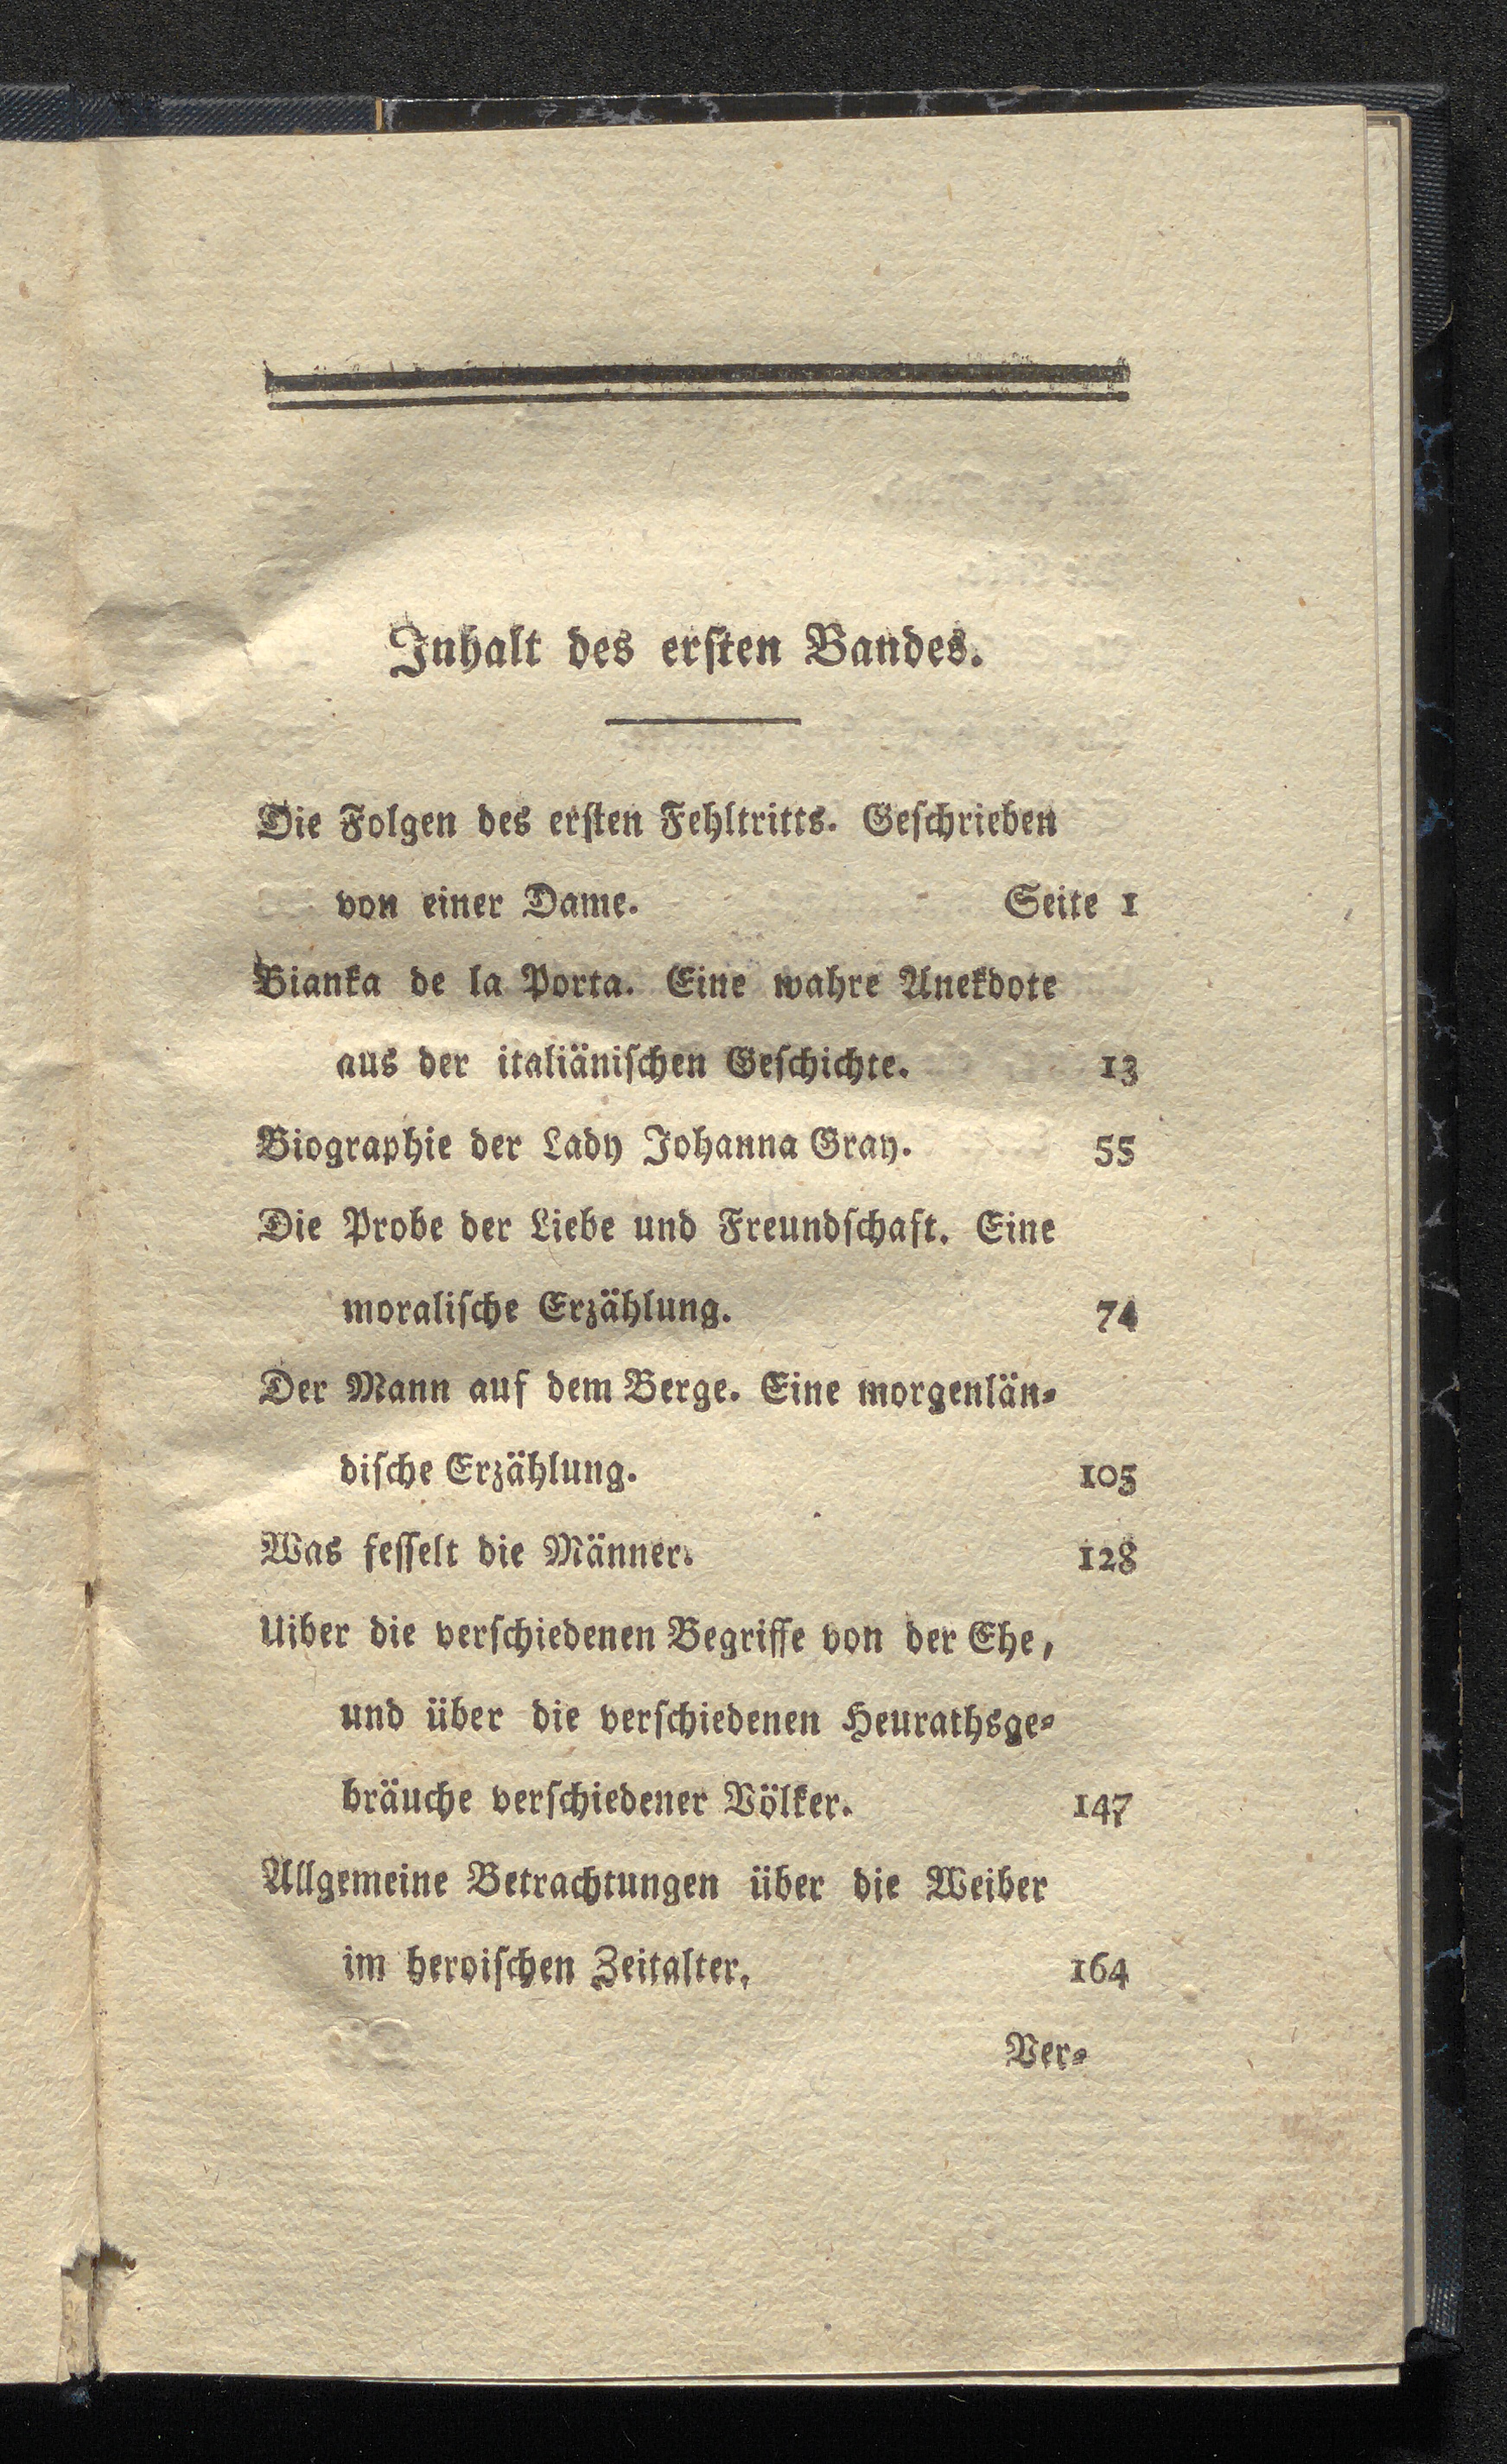 Inhalt des erſten Bandes.
Die Folgen des erſten Fehltritts. Geſchrieben
von einer Dame. Seite 1
Bianka de la Porta. Eine wahre Anekdote
aus der italiäniſchen Geſchichte. 13
Biographie der Lady Johanna Gray. 55
Die Probe der Liebe und Freundſchaft. Eine
moraliſche Erzählung. 74
Der Mann auf dem Berge. Eine morgenlän⸗
diſche Erzählung. 105
Was feſſelt die Männer. 128
Uiber die verſchiedenen Begriffe von der Ehe,
und über die verſchiedenen Heurathsge⸗
bräuche verſchiedener Völker. 147
Allgemeine Betrachtungen über die Weiber
im heroiſchen Zeitalter. 164
Ver⸗